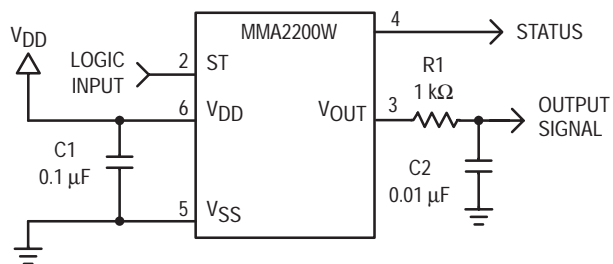 VDD
LOGIC
INPUT
2
ST
MMA2200W
4
STATUS
R1
1 kΩ
6
VDD
VOUT
3
OUTPUT
SIGNAL
C1
0.1 µF
C2
0.01 µF
5
VSS